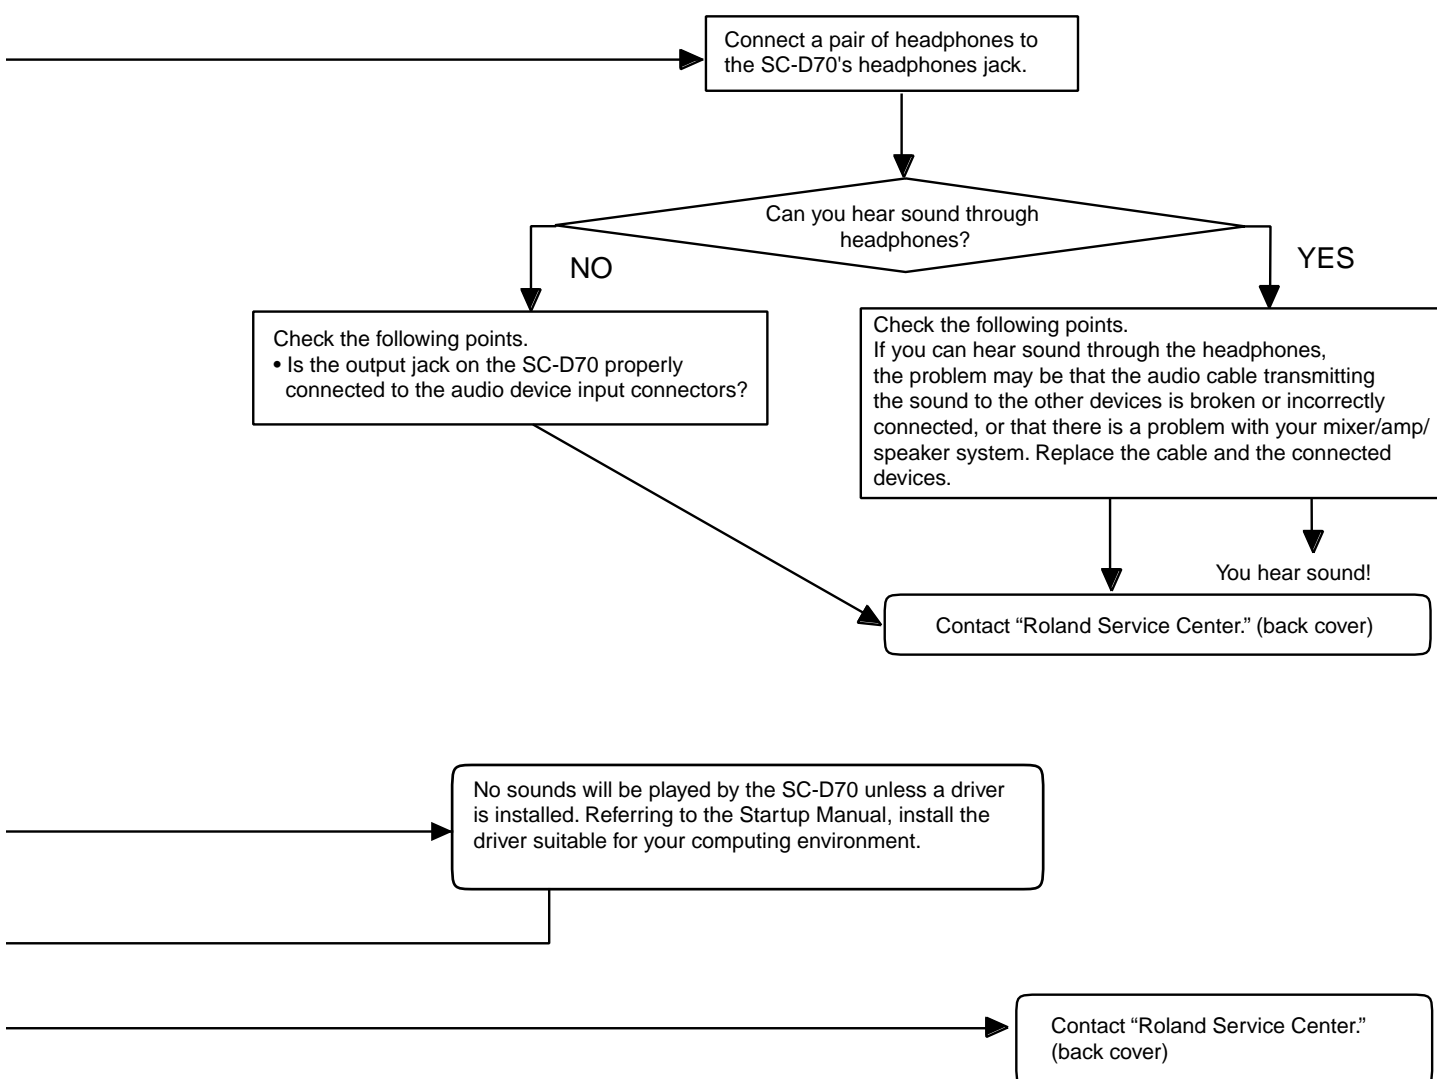 Connect a pair of headphones to
the SC-D70's headphones jack.
Can you hear sound through
headphones?
NO
YES
Check the following points.
• Is the output jack on the SC-D70 properly
connected to the audio device input connectors?
Check the following points.
If you can hear sound through the headphones,
the problem may be that the audio cable transmitting
the sound to the other devices is broken or incorrectly
connected, or that there is a problem with your mixer/amp/
speaker system. Replace the cable and the connected
devices.
You hear sound!
Contact “Roland Service Center.” (back cover)
No sounds will be played by the SC-D70 unless a driver
is installed. Referring to the Startup Manual, install the
driver suitable for your computing environment.
Contact “Roland Service Center.”
(back cover)